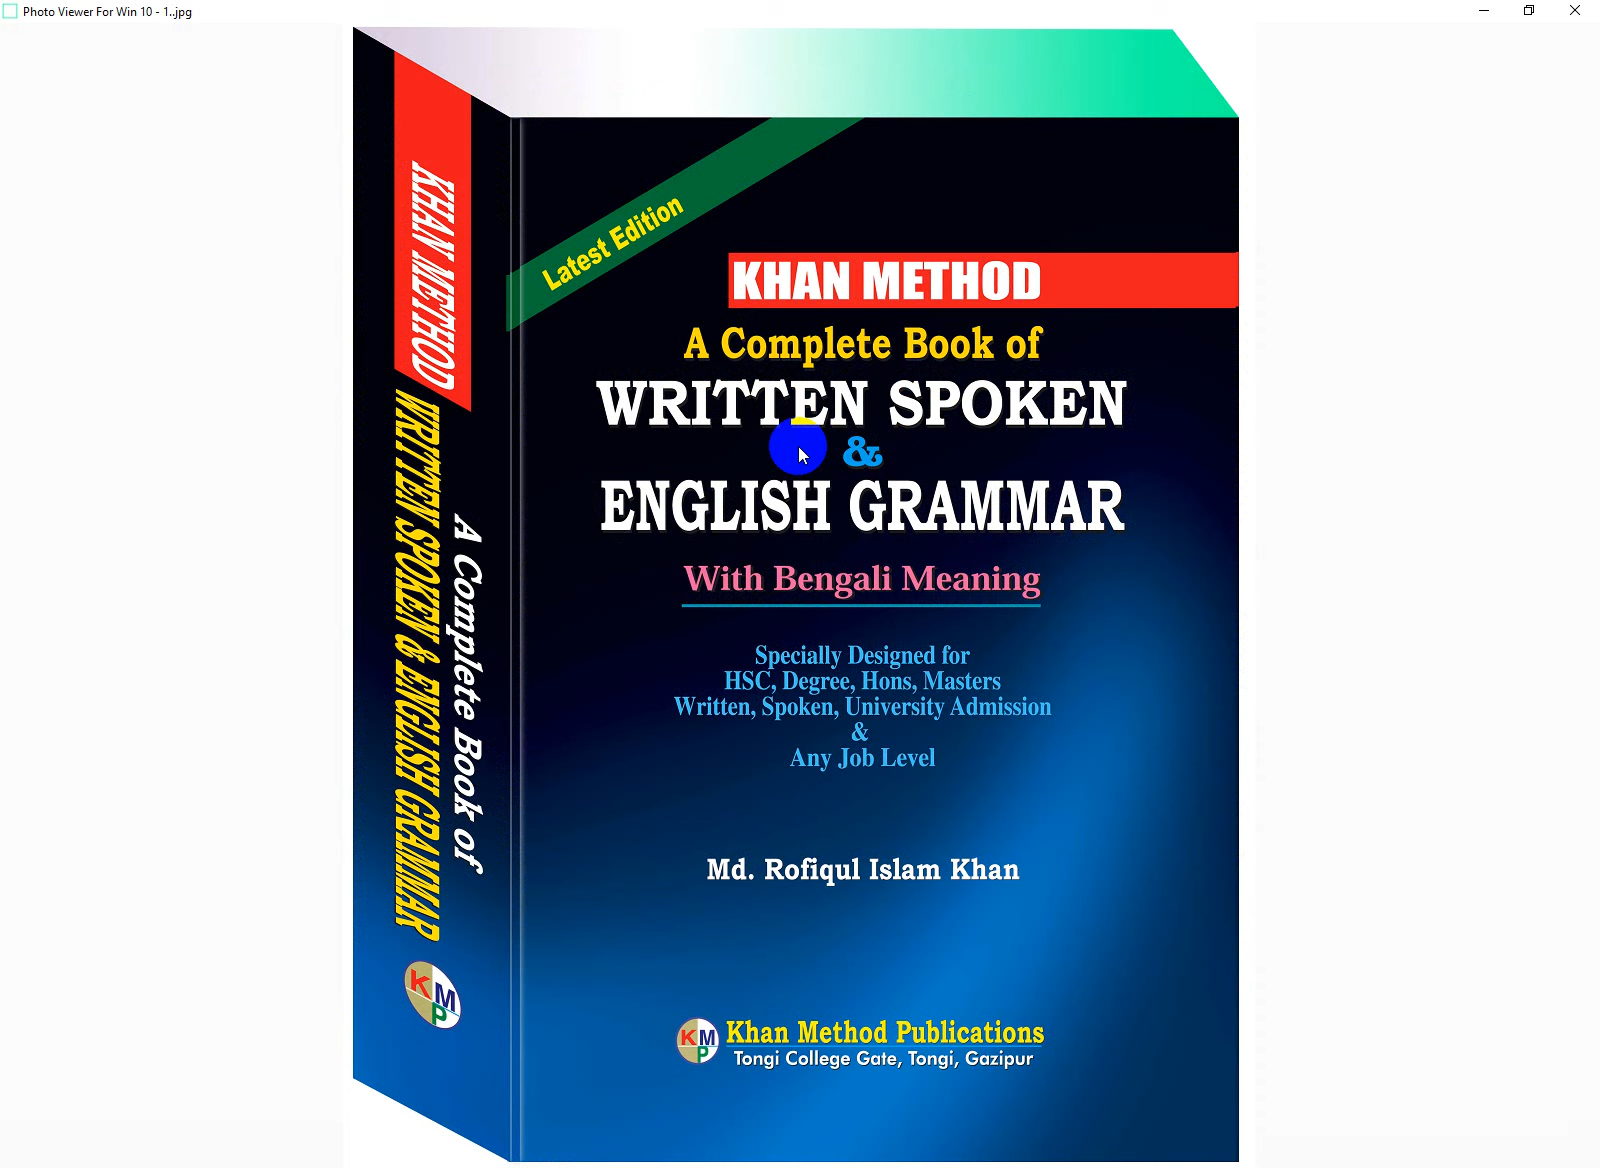 Photo Viewer For Win 10 - 1..jpg
Latest Edition
KHAN METHOD
A Complete Book of
WRITTEN SPOKEN
&
ENGLISH GRAMMAR
With Bengali Meaning
Specially Designed for
HSC, Degree, Hons, Masters
Written, Spoken, University Admission
&
Any Job Level
Md. Rofiqul Islam Khan
KMP
Khan Method Publications
Tongi College Gate, Tongi, Gazipur
KHAN METHOD
A Complete Book of
WRITTEN SPOKEN & ENGLISH GRAMMAR
KMP